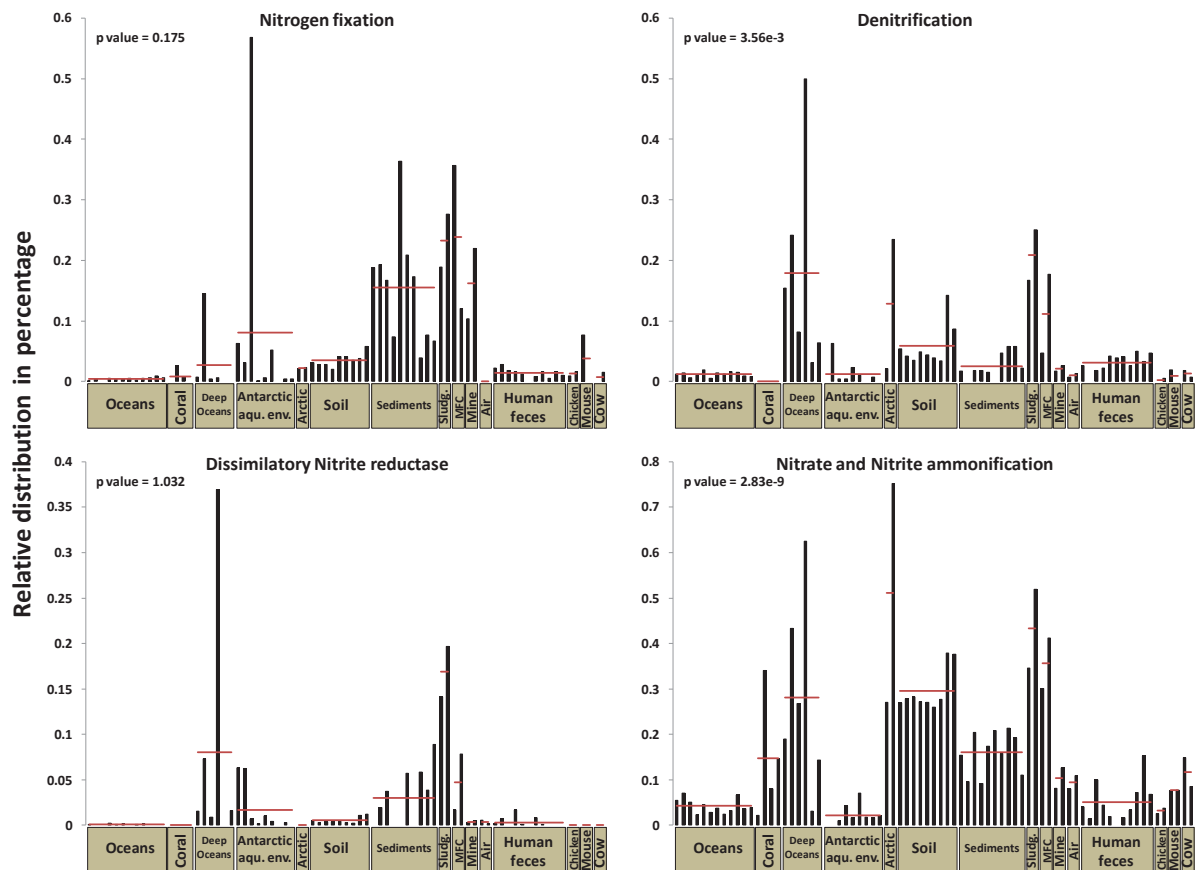 Relative distribution in percentage
Nitrogen fixation
p value = 0.175
0.6
0.5
0.4
0.3
0.2
0.1
0
Oceans
Coral
Deep
Oceans
Antarctic
aqu. env.
Arctic
Soil
Sediments
Sludg.
MFC
Mine
Air
Human
feces
Chicken
Mouse
Cow
Denitrification
p value = 3.56e-3
0.6
0.5
0.4
0.3
0.2
0.1
0
Oceans
Coral
Deep
Oceans
Antarctic
aqu. env.
Arctic
Soil
Sediments
Sludg.
MFC
Mine
Air
Human
feces
Chicken
Mouse
Cow
Dissimilatory Nitrite reductase
p value = 1.032
0.4
0.35
0.3
0.25
0.2
0.15
0.1
0.05
0
Oceans
Coral
Deep
Oceans
Antarctic
aqu. env.
Arctic
Soil
Sediments
Sludg.
MFC
Mine
Air
Human
feces
Chicken
Mouse
Cow
Nitrate and Nitrite ammonification
p value = 2.83e-9
0.8
0.7
0.6
0.5
0.4
0.3
0.2
0.1
0
Oceans
Coral
Deep
Oceans
Antarctic
aqu. env.
Arctic
Soil
Sediments
Sludg.
MFC
Mine
Air
Human
feces
Chicken
Mouse
Cow